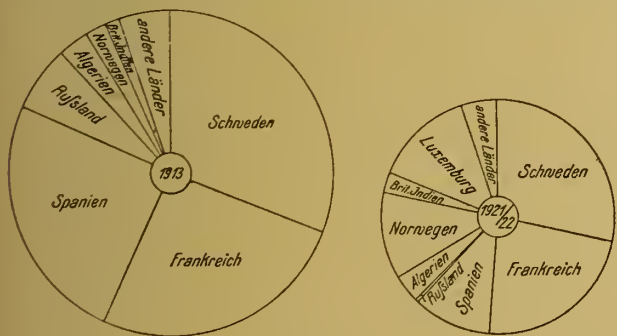 1913
Schweden
Frankreich
Spanien
Rußland
Algerien
Norwegen
Brit. Indien
andere Länder
1921/22
Schweden
Frankreich
Spanien
Rußland
Algerien
Norwegen
Brit. Indien
Luxemburg
andere Länder